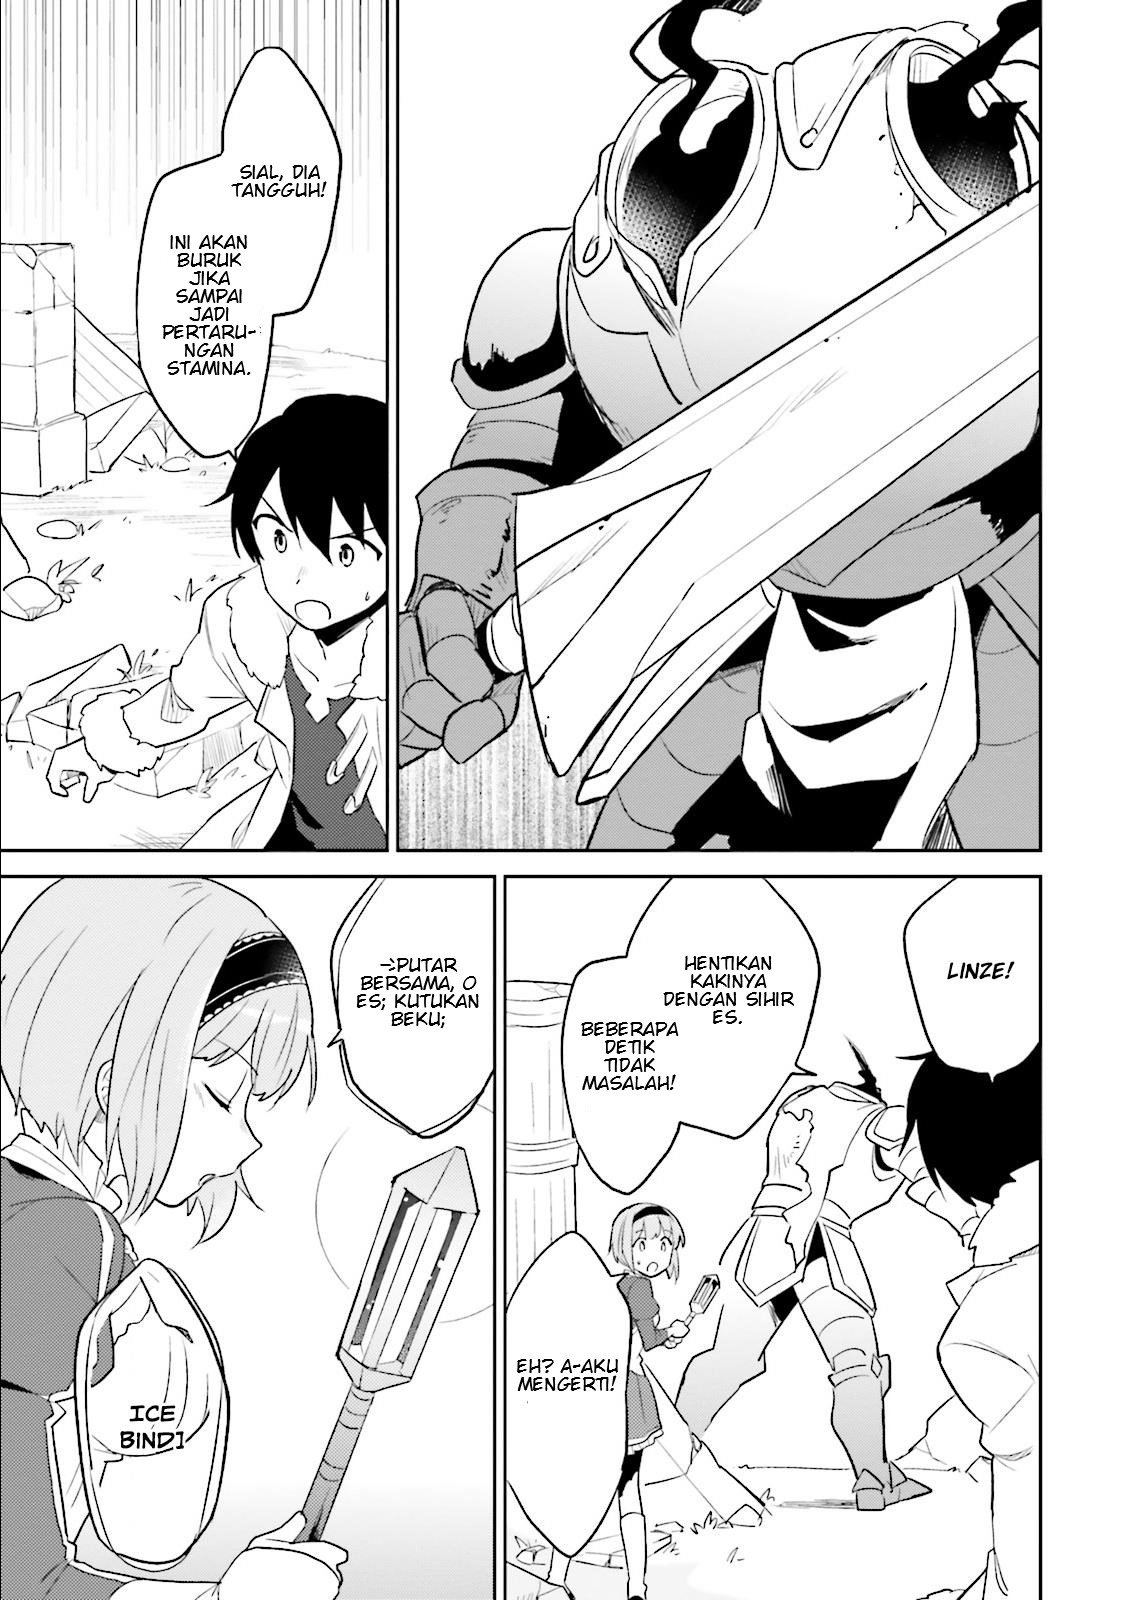 SIAL, DIA
TANGGUH!
INI AKAN
BURUK
JIKA
SAMPAI
JADI
PERTARU-
NGAN
STAMINA.
LINZE!
HENTIKAN
KAKINYA
DENGAN SIHIR
ES.
BEBERAPA
DETIK
TIDAK
MASALAH!
EH? A-AKU
MENGERTI!
→PUTAR
BERSAMA, O
ES; KUTUKAN
BEKU;
ICE
BIND]